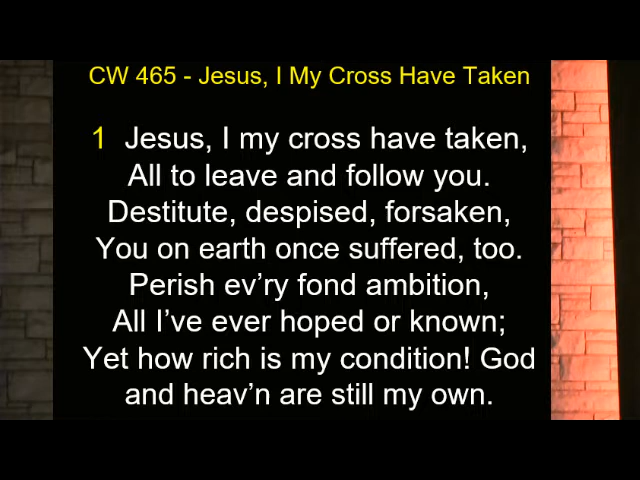 CW 465 - Jesus, I My Cross Have Taken
1 Jesus, I my cross have taken,
All to leave and follow you.
Destitute, despised, forsaken,
You on earth once suffered, too.
Perish ev’ry fond ambition,
All I’ve ever hoped or known;
Yet how rich is my condition! God
and heav’n are still my own.